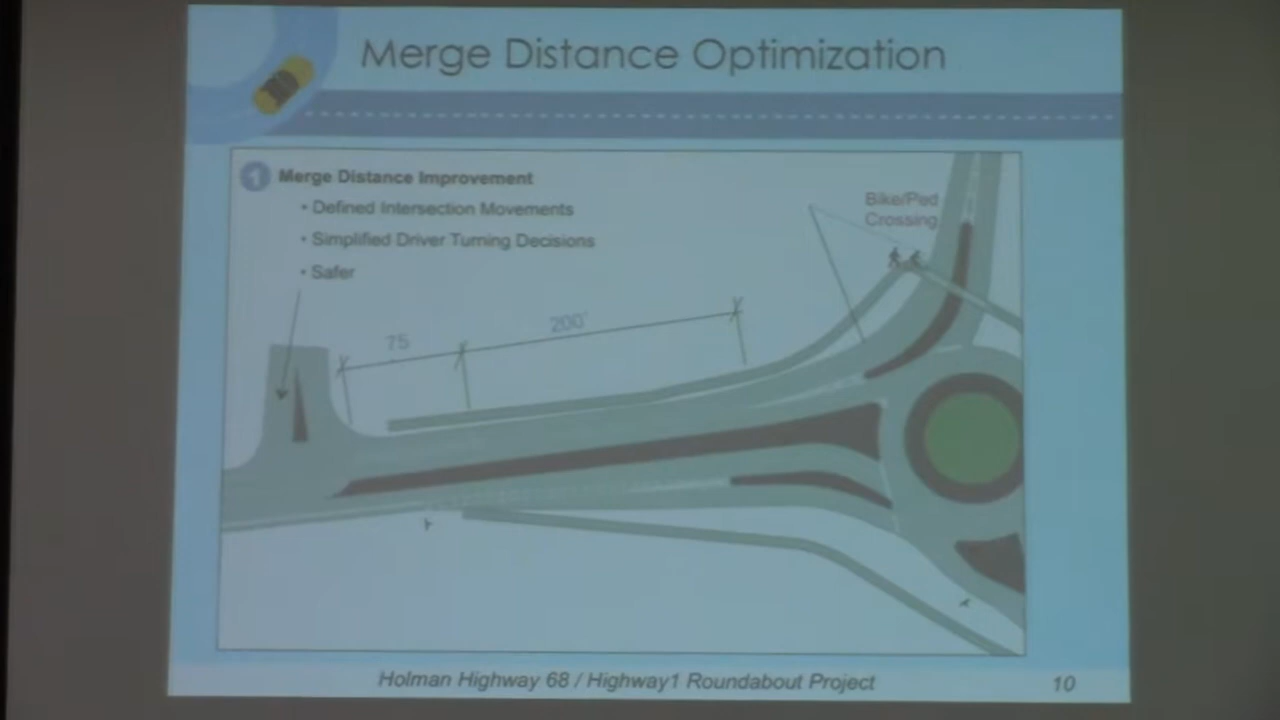 Merge Distance Optimization
1 Merge Distance Improvement
• Defined Intersection Movements
• Simplified Driver Turning Decisions
• Safer
Bike/Ped
Crossing
75
200'
Holman Highway 68 / Highway1 Roundabout Project
10